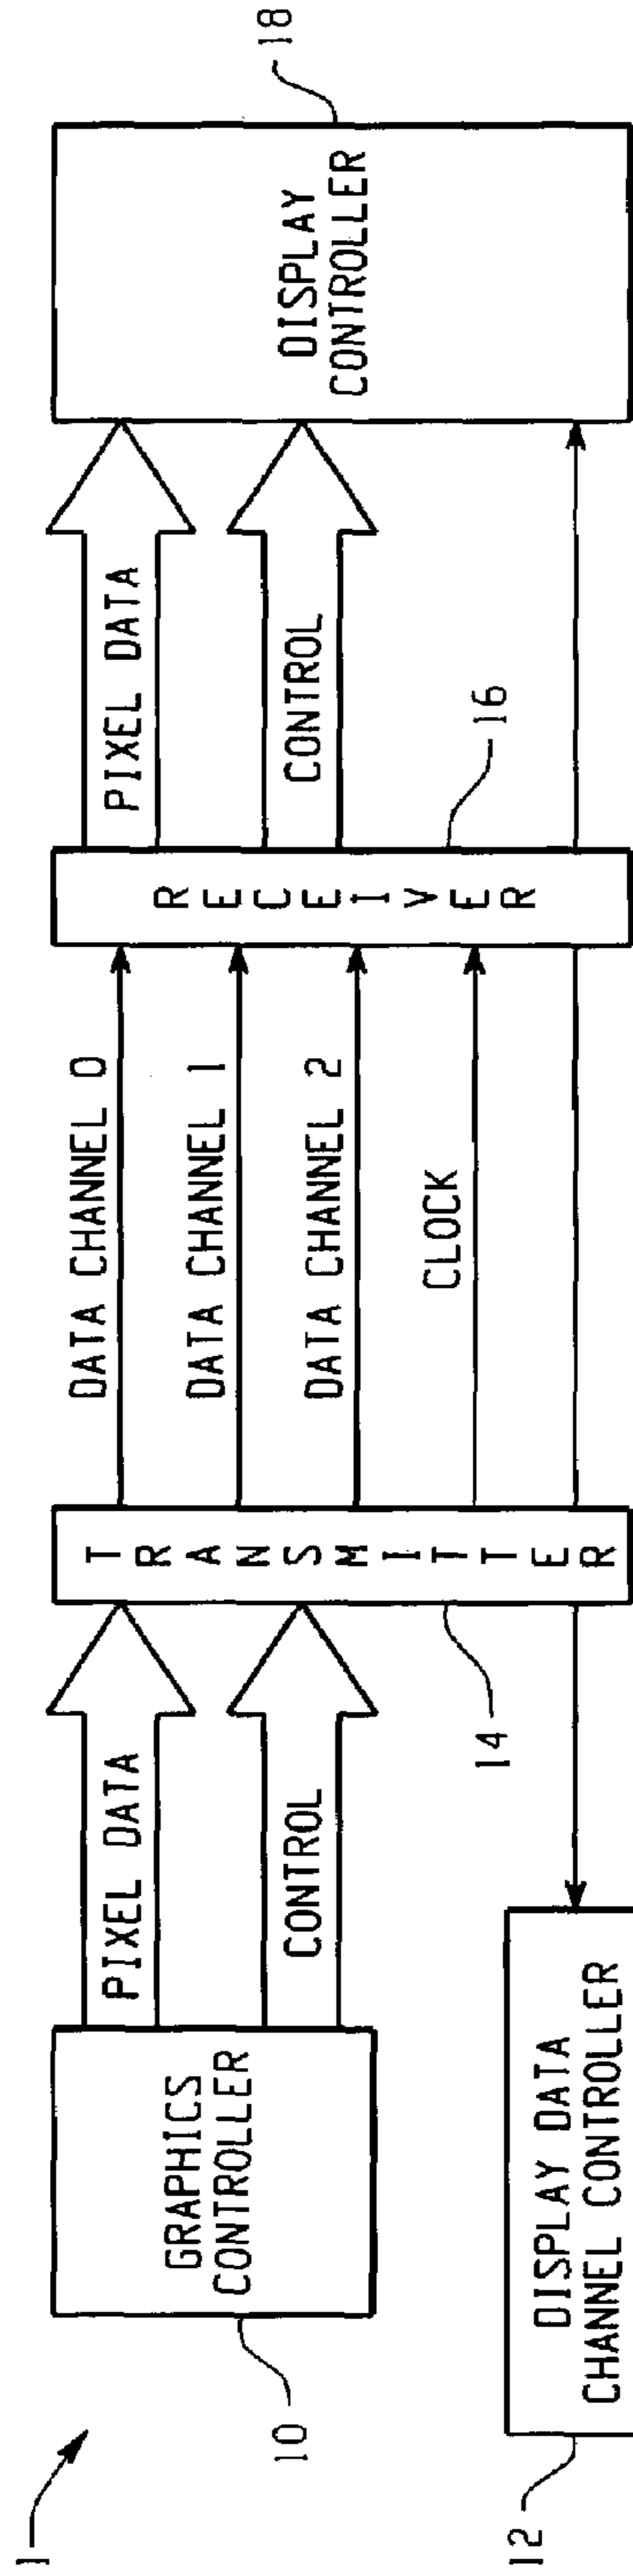 1
GRAPHICS
CONTROLLER
10
DISPLAY DATA
CHANNEL CONTROLLER
12
PIXEL DATA
CONTROL
TRANSMITTER
14
DATA CHANNEL 0
DATA CHANNEL 1
DATA CHANNEL 2
CLOCK
RECEIVER
16
PIXEL DATA
CONTROL
DISPLAY
CONTROLLER
18